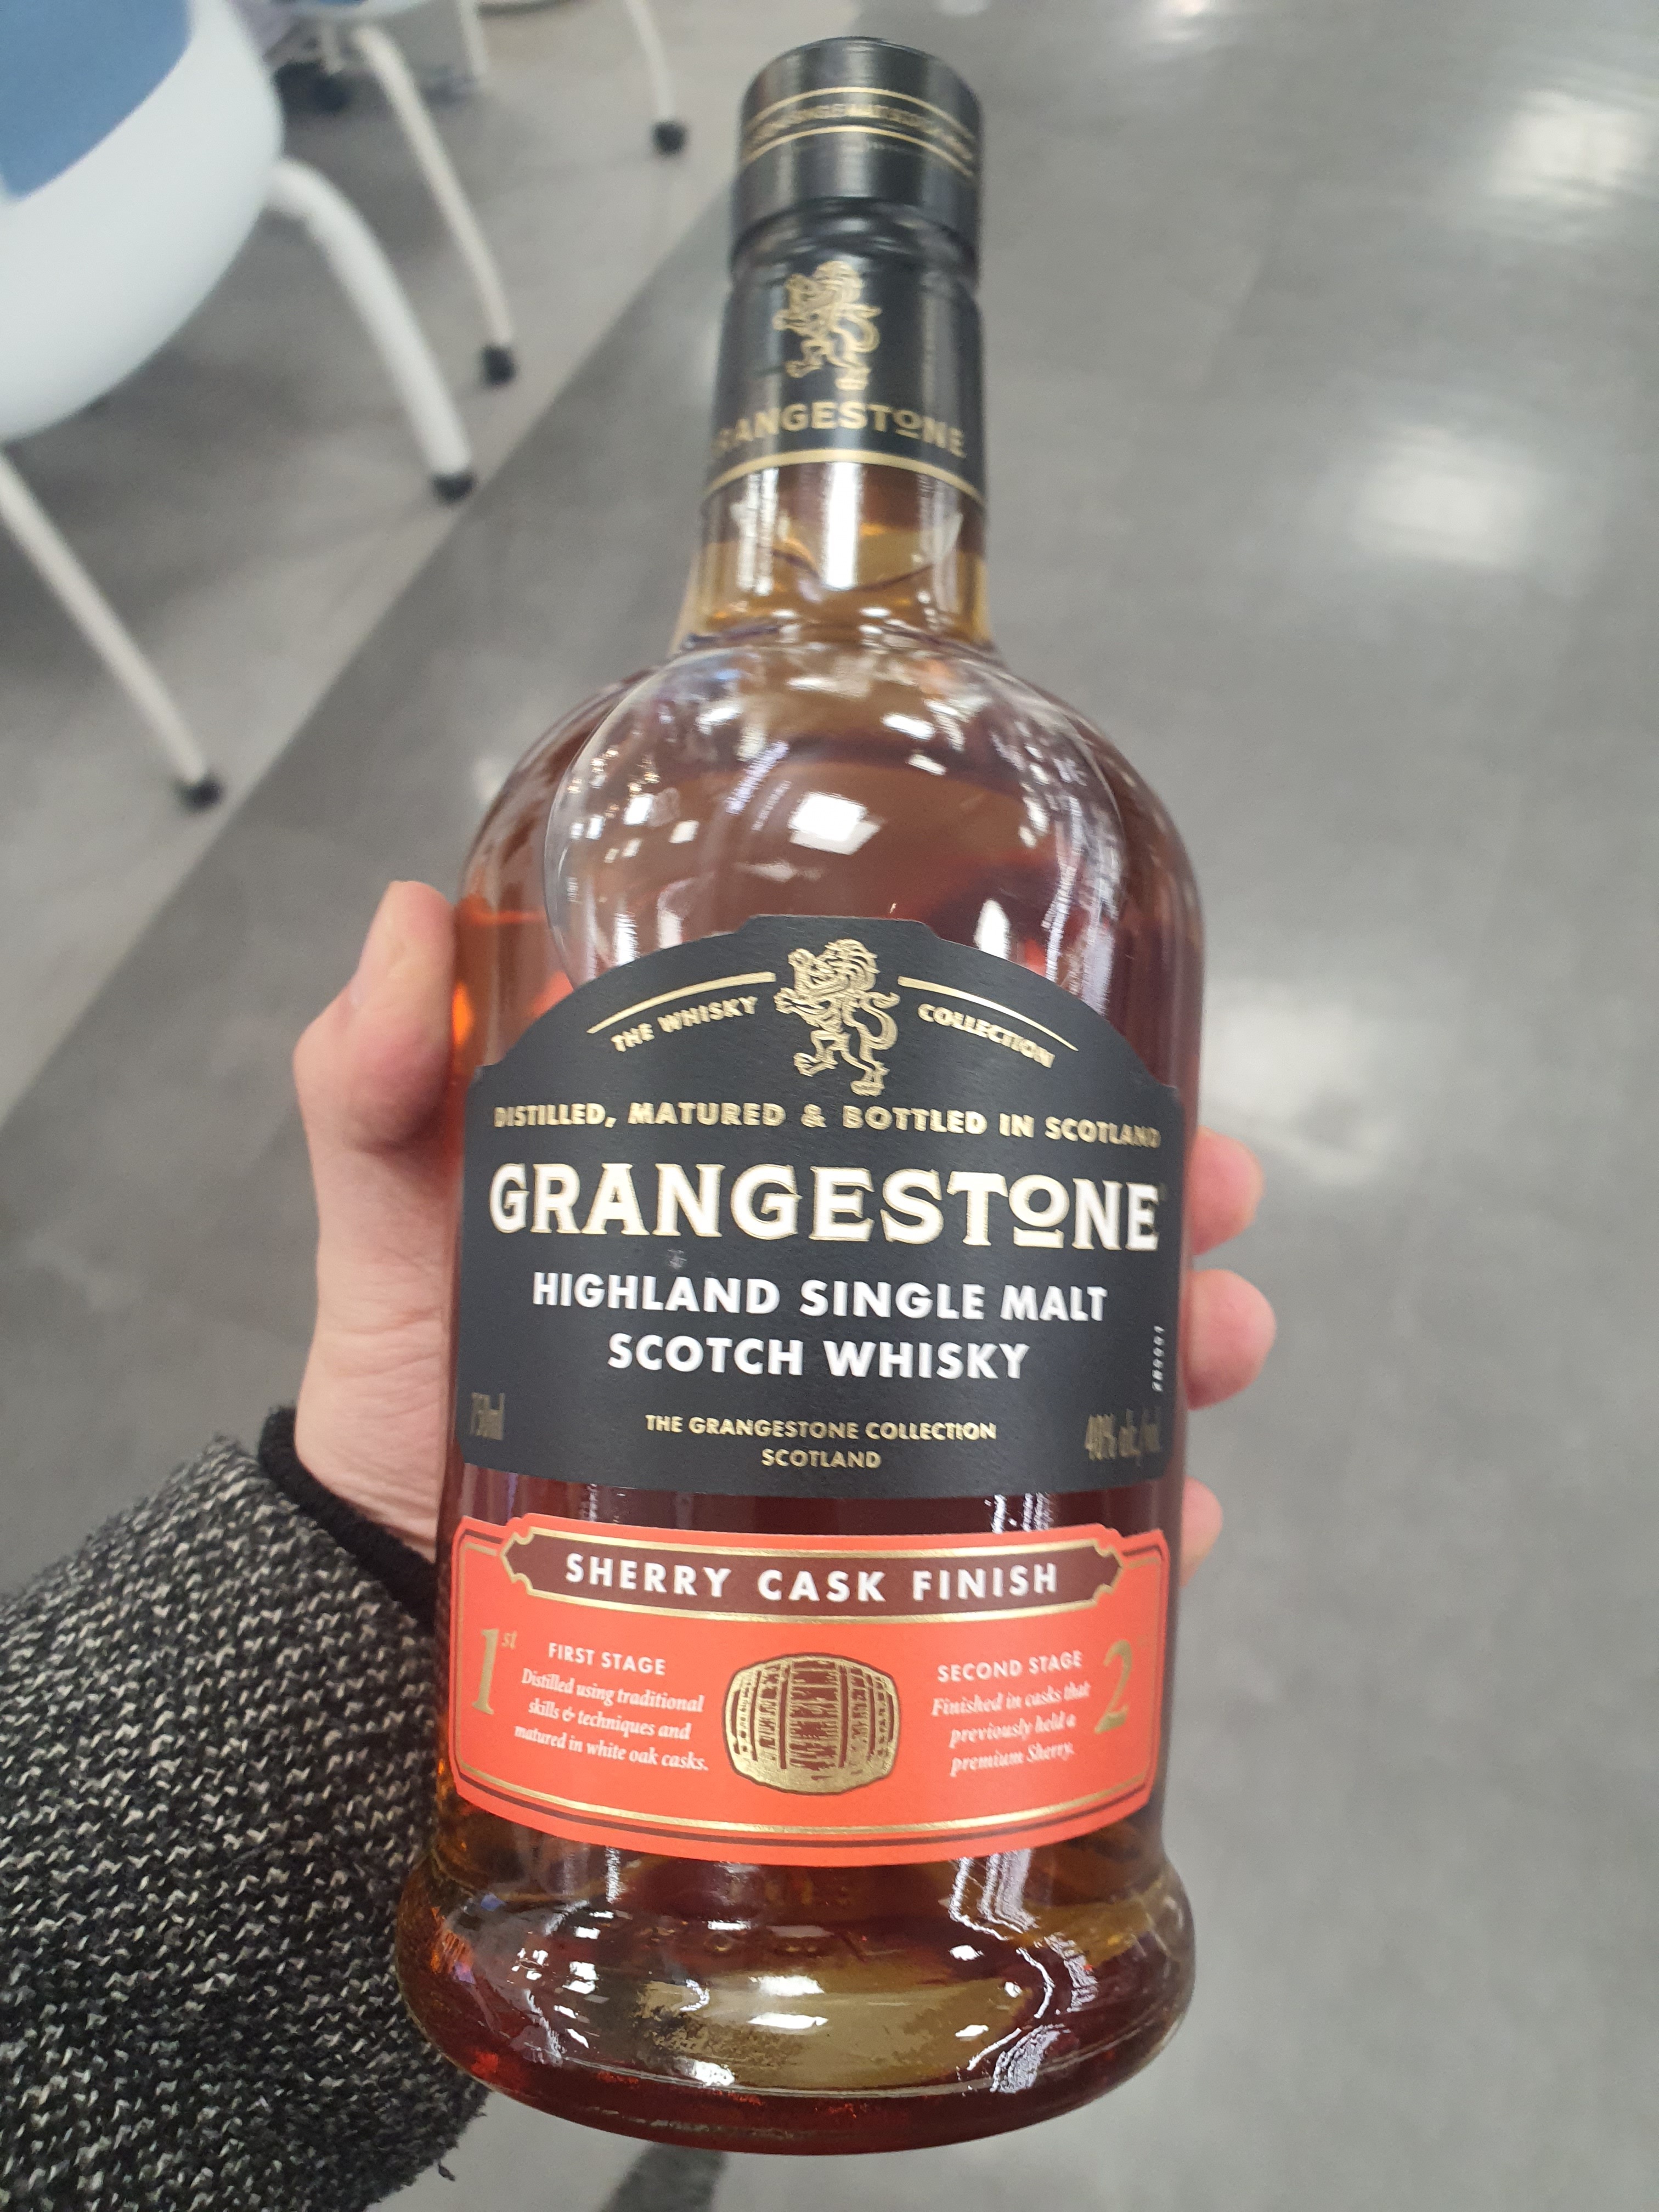 GRANGESTONE
THE WHISKY COLLECTION
DISTILLED, MATURED & BOTTLED IN SCOTLAND
GRANGESTONE
HIGHLAND SINGLE MALT
SCOTCH WHISKY
750ml
THE GRANGESTONE COLLECTION
SCOTLAND
40% alc./vol.
SHERRY CASK FINISH
1st
FIRST STAGE
Distilled using traditional
skills & techniques and
matured in white oak casks.
SECOND STAGE
2
Finished in casks that
previously held a
premium Sherry.